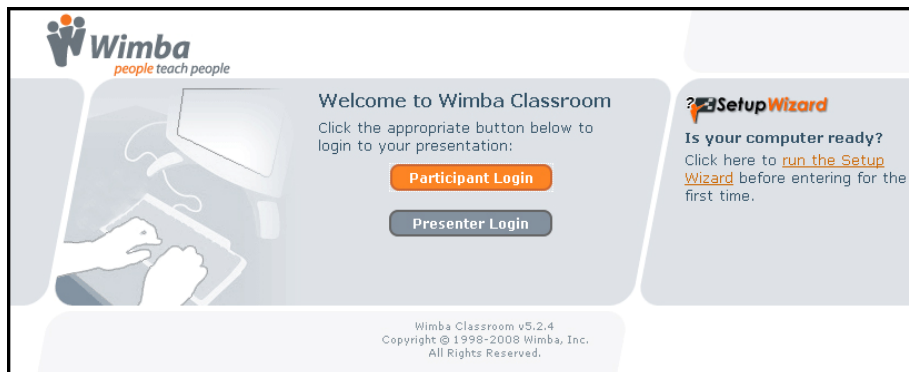 Wimba
people teach people
Welcome to Wimba Classroom
Click the appropriate button below to
login to your presentation:
Participant Login
Presenter Login
?SetupWizard
Is your computer ready?
Click here to run the Setup
Wizard before entering for the
first time.
Wimba Classroom v5.2.4
Copyright © 1998-2008 Wimba, Inc.
All Rights Reserved.